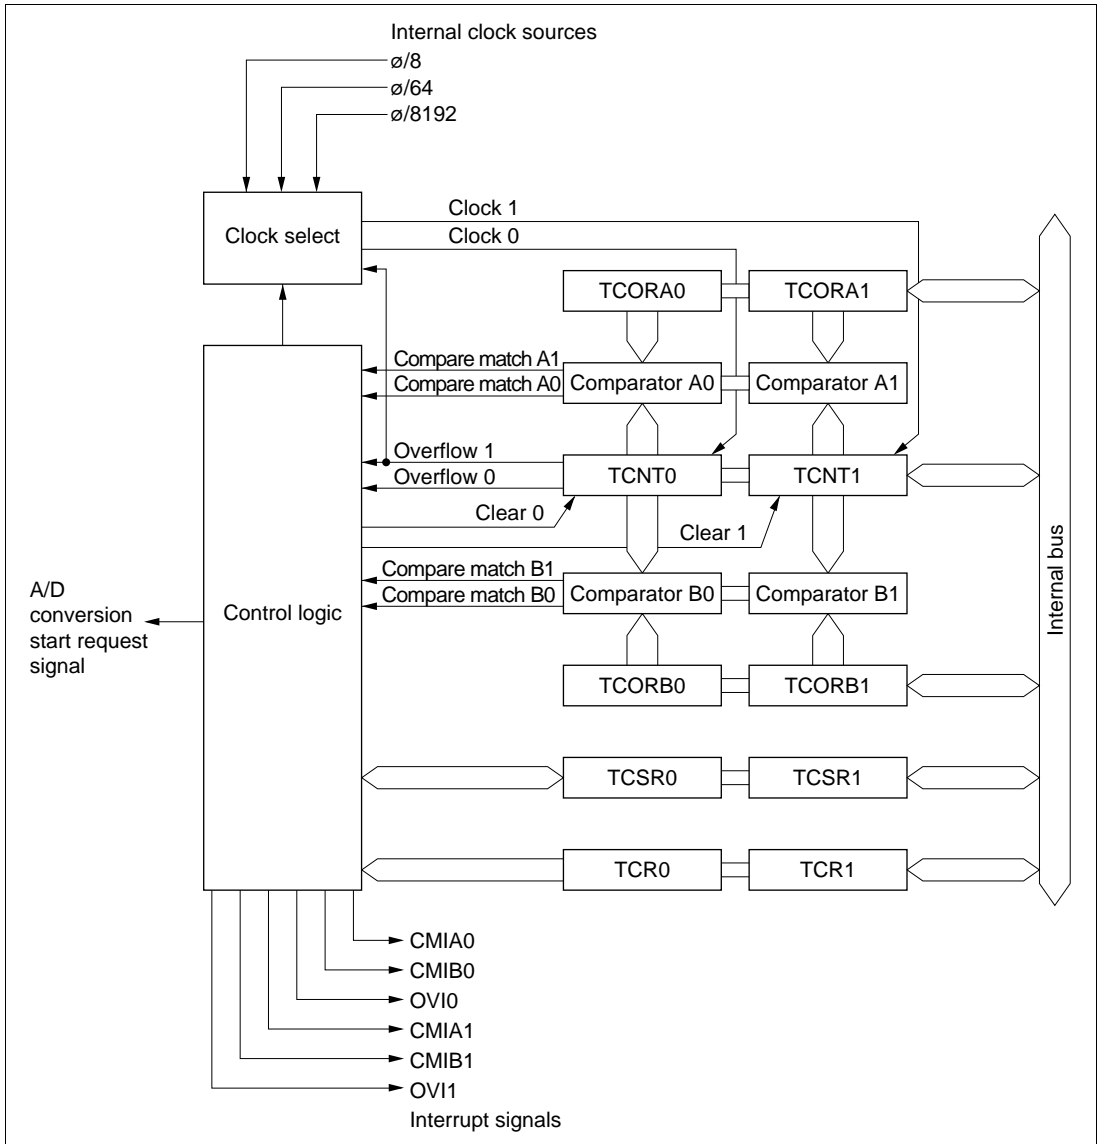 Internal clock sources
ø/8
ø/64
ø/8192
Clock select
Clock 1
Clock 0
TCORA0
TCORA1
Compare match A1
Compare match A0
Comparator A0
Comparator A1
Overflow 1
Overflow 0
TCNT0
TCNT1
Clear 0
Clear 1
Internal bus
A/D
conversion
start request
signal
Control logic
Compare match B1
Compare match B0
Comparator B0
Comparator B1
TCORB0
TCORB1
TCSR0
TCSR1
TCR0
TCR1
CMIA0
CMIB0
OVI0
CMIA1
CMIB1
OVI1
Interrupt signals